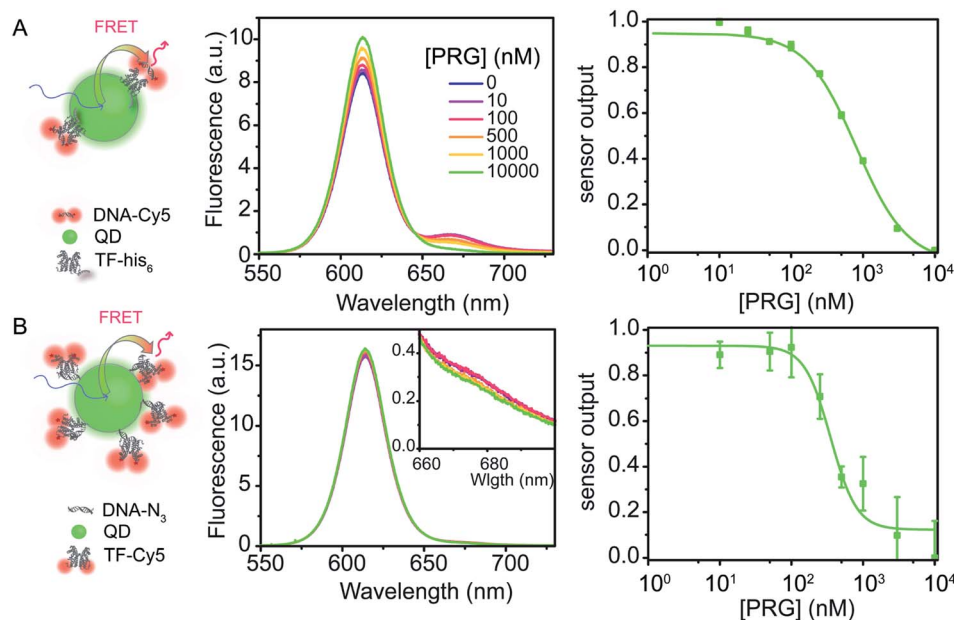 A
FRET
DNA-Cy5
QD
TF-his6
Fluorescence (a.u.)
10
8
6
4
2
0
[PRG] (nM)
0
10
100
500
1000
10000
550 600 650 700
Wavelength (nm)
sensor output
1.0
0.8
0.6
0.4
0.2
0.0
10^0 10^1 10^2 10^3 10^4
[PRG] (nM)
B
FRET
DNA-N3
QD
TF-Cy5
Fluorescence (a.u.)
15
10
5
0
550 600 650 700
Wavelength (nm)
0.4
0.2
0.0
660 680
Wlgth (nm)
sensor output
1.0
0.8
0.6
0.4
0.2
0.0
10^0 10^1 10^2 10^3 10^4
[PRG] (nM)